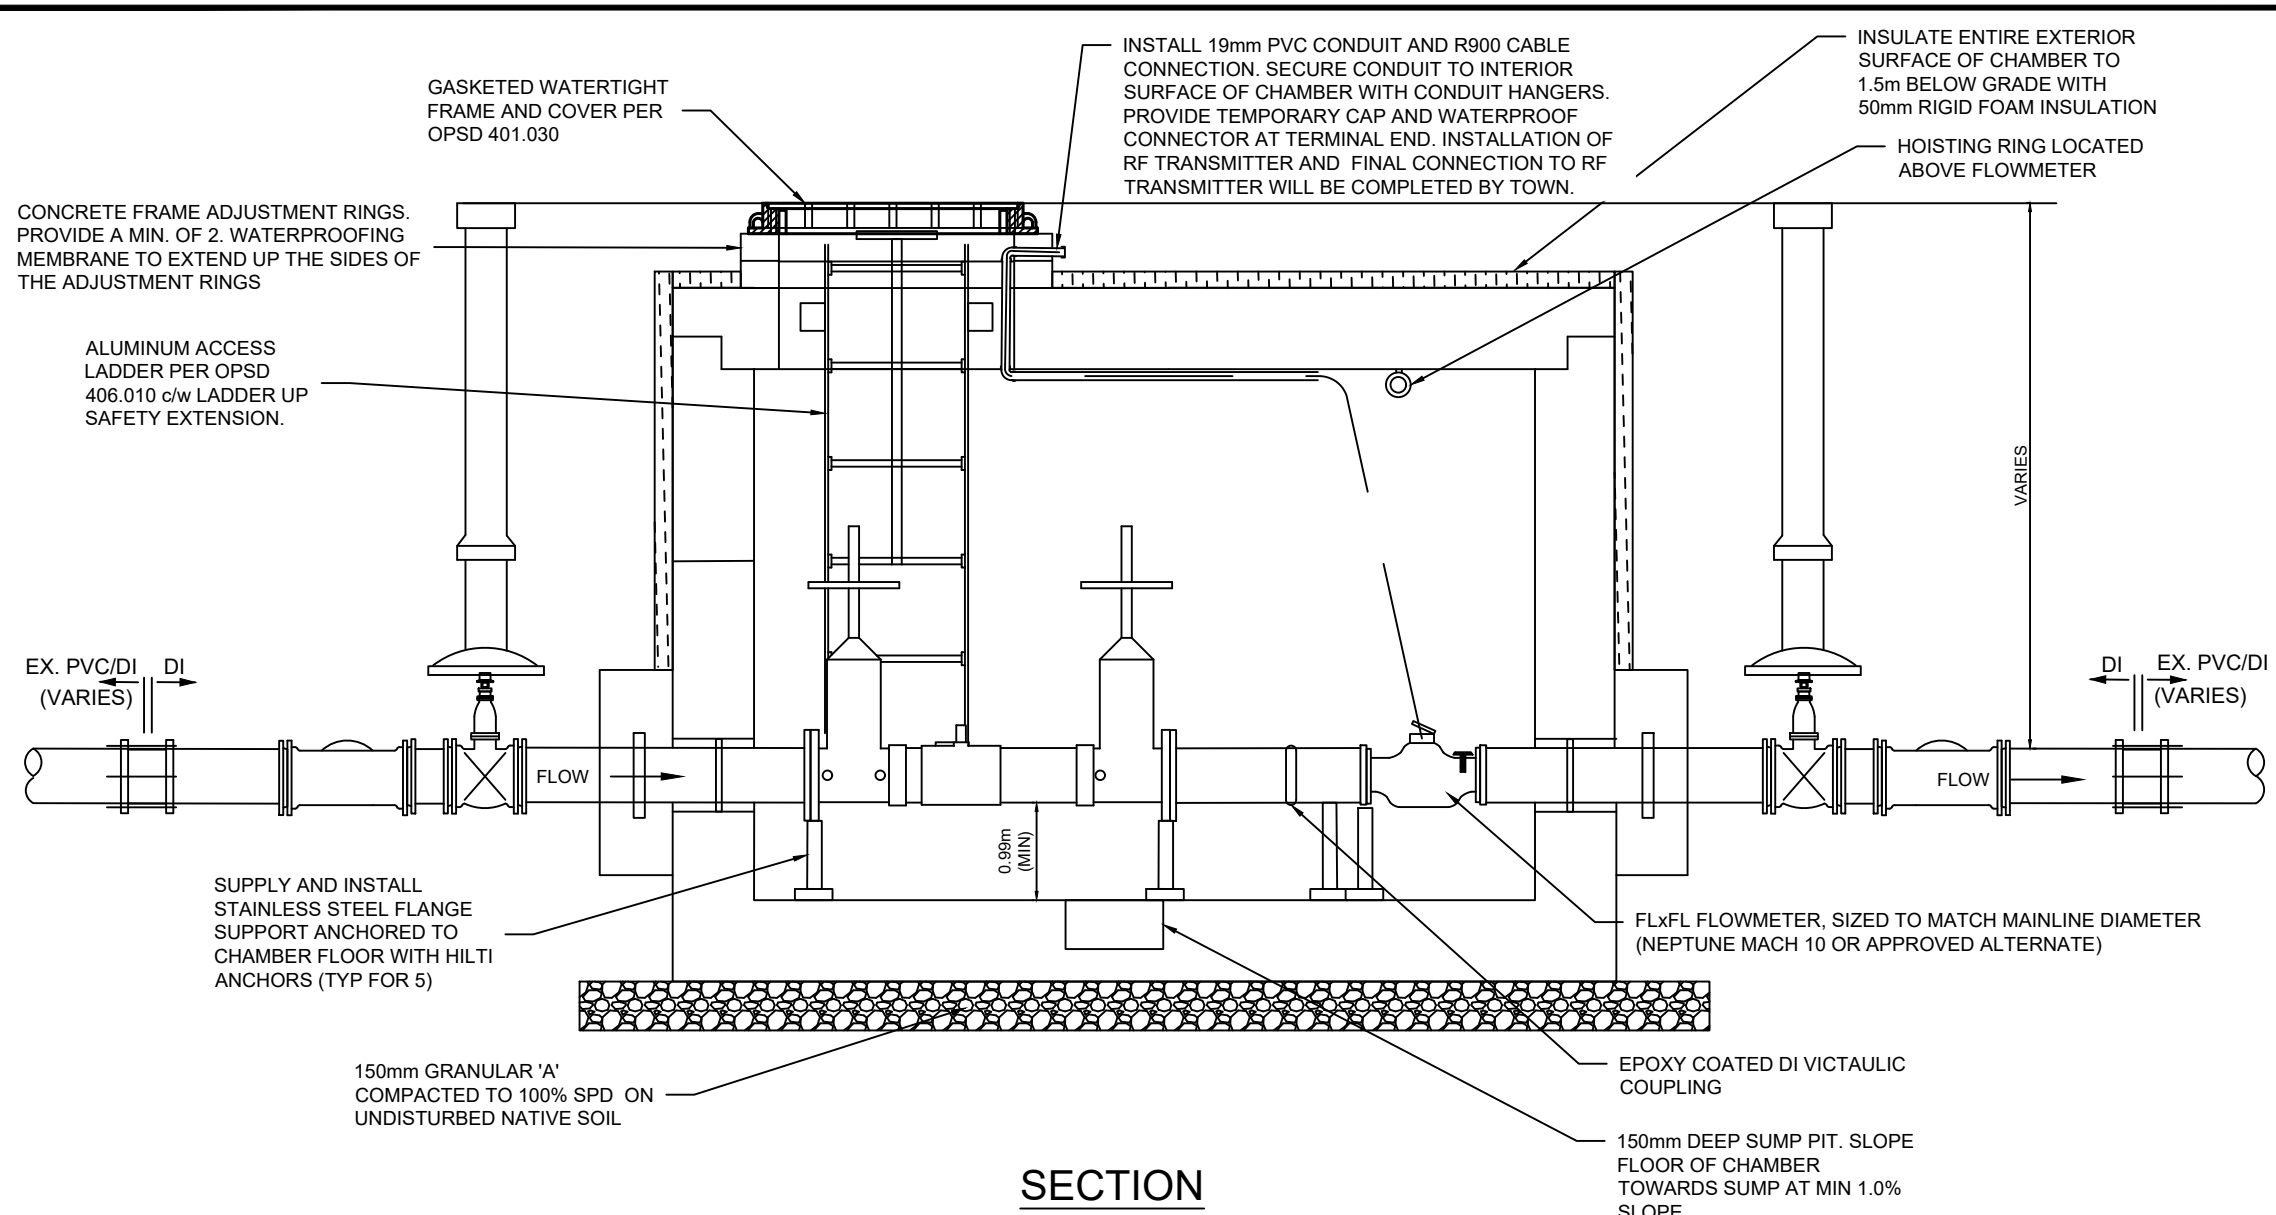 INSTALL 19mm PVC CONDUIT AND R900 CABLE
CONNECTION. SECURE CONDUIT TO INTERIOR
SURFACE OF CHAMBER WITH CONDUIT HANGERS.
PROVIDE TEMPORARY CAP AND WATERPROOF
CONNECTOR AT TERMINAL END. INSTALLATION OF
RF TRANSMITTER AND FINAL CONNECTION TO RF
TRANSMITTER WILL BE COMPLETED BY TOWN.
INSULATE ENTIRE EXTERIOR
SURFACE OF CHAMBER TO
1.5m BELOW GRADE WITH
50mm RIGID FOAM INSULATION
GASKETED WATERTIGHT
FRAME AND COVER PER
OPSD 401.030
HOISTING RING LOCATED
ABOVE FLOWMETER
CONCRETE FRAME ADJUSTMENT RINGS.
PROVIDE A MIN. OF 2. WATERPROOFING
MEMBRANE TO EXTEND UP THE SIDES OF
THE ADJUSTMENT RINGS
ALUMINUM ACCESS
LADDER PER OPSD
406.010 c/w LADDER UP
SAFETY EXTENSION.
VARIES
EX. PVC/DI
(VARIES)
DI
DI
EX. PVC/DI
(VARIES)
FLOW
FLOW
0.99m
(MIN)
SUPPLY AND INSTALL
STAINLESS STEEL FLANGE
SUPPORT ANCHORED TO
CHAMBER FLOOR WITH HILTI
ANCHORS (TYP FOR 5)
FLxFL FLOWMETER, SIZED TO MATCH MAINLINE DIAMETER
(NEPTUNE MACH 10 OR APPROVED ALTERNATE)
150mm GRANULAR 'A'
COMPACTED TO 100% SPD ON
UNDISTURBED NATIVE SOIL
EPOXY COATED DI VICTAULIC
COUPLING
150mm DEEP SUMP PIT. SLOPE
FLOOR OF CHAMBER
TOWARDS SUMP AT MIN 1.0%
SLOPE
SECTION